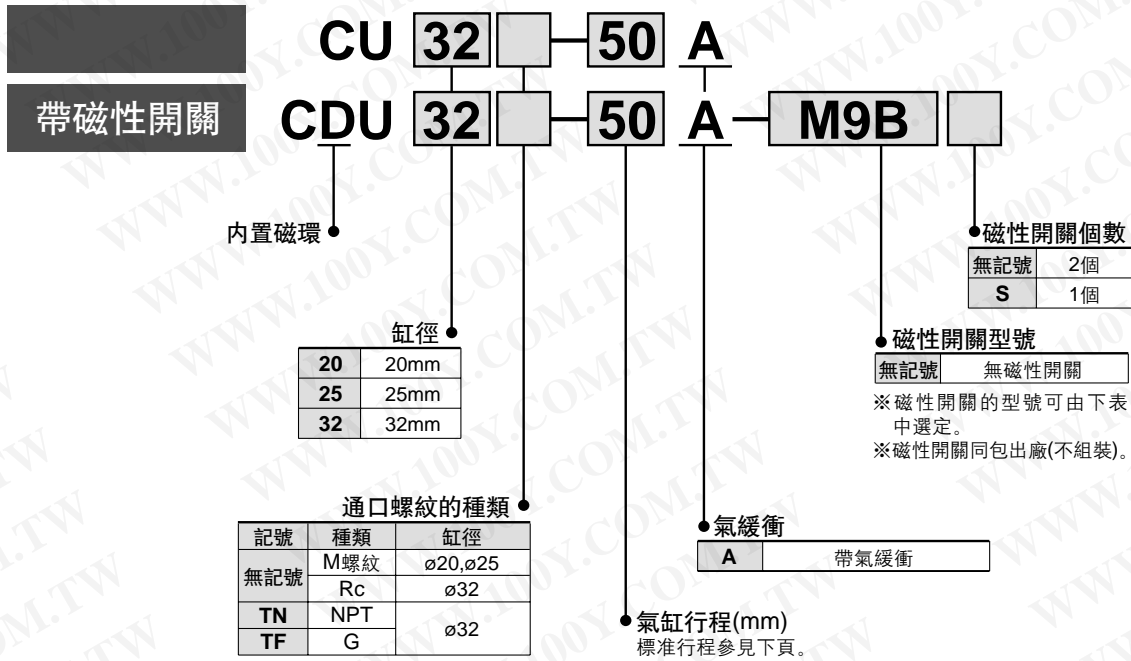 CU 32 50 A
帶磁性開關
CDU 32 50 A M9B
内置磁環
磁性開關個數
無記號 2個
S 1個
缸徑
20 20mm
25 25mm
32 32mm
磁性開關型號
無記號 無磁性開關
※磁性開關的型號可由下表
中選定。
※磁性開關同包出廠(不組裝)。
通口螺紋的種類
記號 種類 缸徑
無記號 M螺紋 ø20,ø25
Rc ø32
TN NPT ø32
TF G
氣緩衝
A 帶氣緩衝
氣缸行程(mm)
標准行程參見下頁。
WWW.100Y.COM.TW